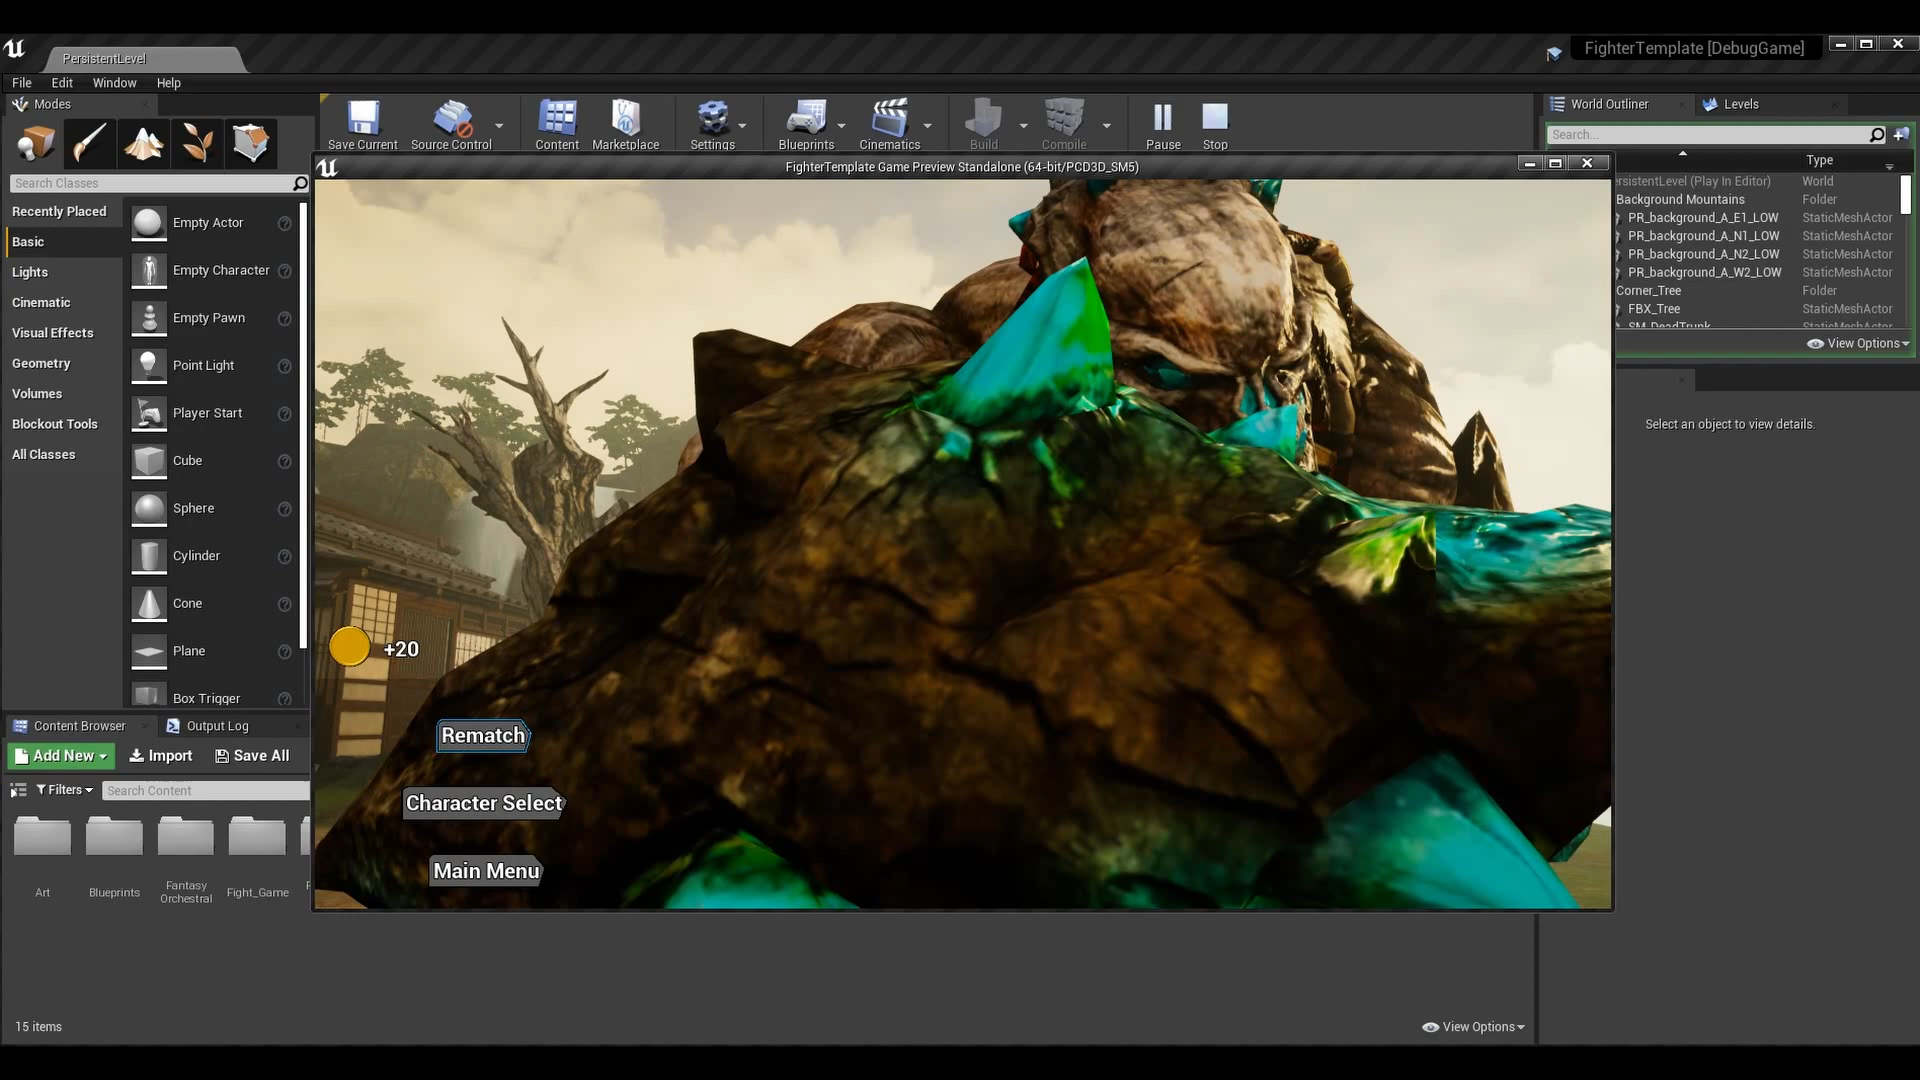 PersistentLevel
FighterTemplate [DebugGame]
File Edit Window Help
Modes
Save Current
Source Control
Content
Marketplace
Settings
Blueprints
Cinematics
Build
Compile
Pause
Stop
World Outliner
Levels
Search...
Type
Search Classes
Recently Placed
Basic
Lights
Cinematic
Visual Effects
Geometry
Volumes
Blockout Tools
All Classes
Empty Actor
Empty Character
Empty Pawn
Point Light
Player Start
Cube
Sphere
Cylinder
Cone
Plane
Box Trigger
FighterTemplate Game Preview Standalone (64-bit/PCD3D_SM5)
+20
Rematch
Character Select
Main Menu
ersistentLevel (Play In Editor) World
Background Mountains Folder
PR_background_A_E1_LOW StaticMeshActor
PR_background_A_N1_LOW StaticMeshActor
PR_background_A_N2_LOW StaticMeshActor
PR_background_A_W2_LOW StaticMeshActor
Corner_Tree Folder
FBX_Tree StaticMeshActor
SM_DeadTrunk StaticMeshActor
View Options
Select an object to view details.
Content Browser
Output Log
Add New
Import
Save All
Filters
Search Content
Art
Blueprints
Fantasy
Orchestral
Fight_Game
15 items
View Options